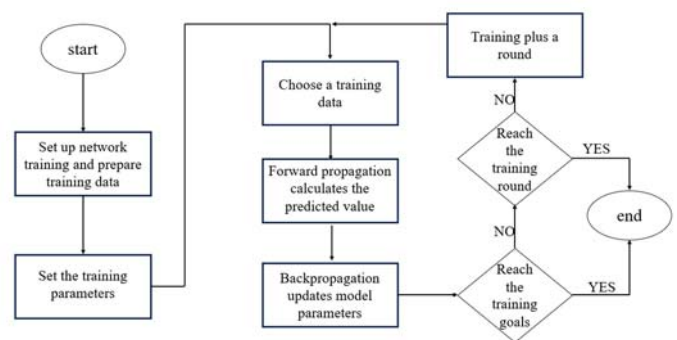 start
Set up network
training and prepare
training data
Set the training
parameters
Choose a training
data
Forward propagation
calculates the
predicted value
Backpropagation
updates model
parameters
Reach
the
training
goals
NO
YES
Reach
the
training
round
NO
YES
Training plus a
round
end